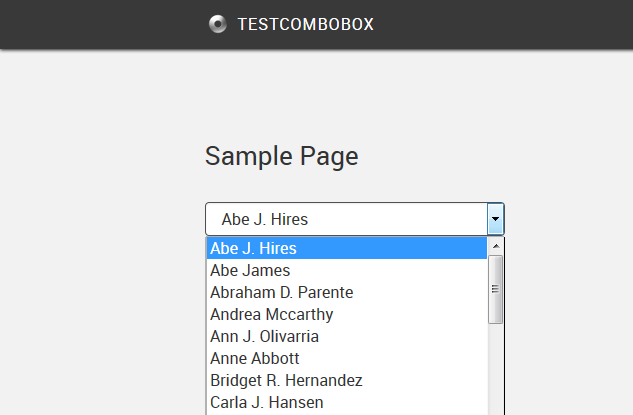 TESTCOMBOBOX
Sample Page
Abe J. Hires
Abe J. Hires
Abe James
Abraham D. Parente
Andrea Mccarthy
Ann J. Olivarria
Anne Abbott
Bridget R. Hernandez
Carla J. Hansen